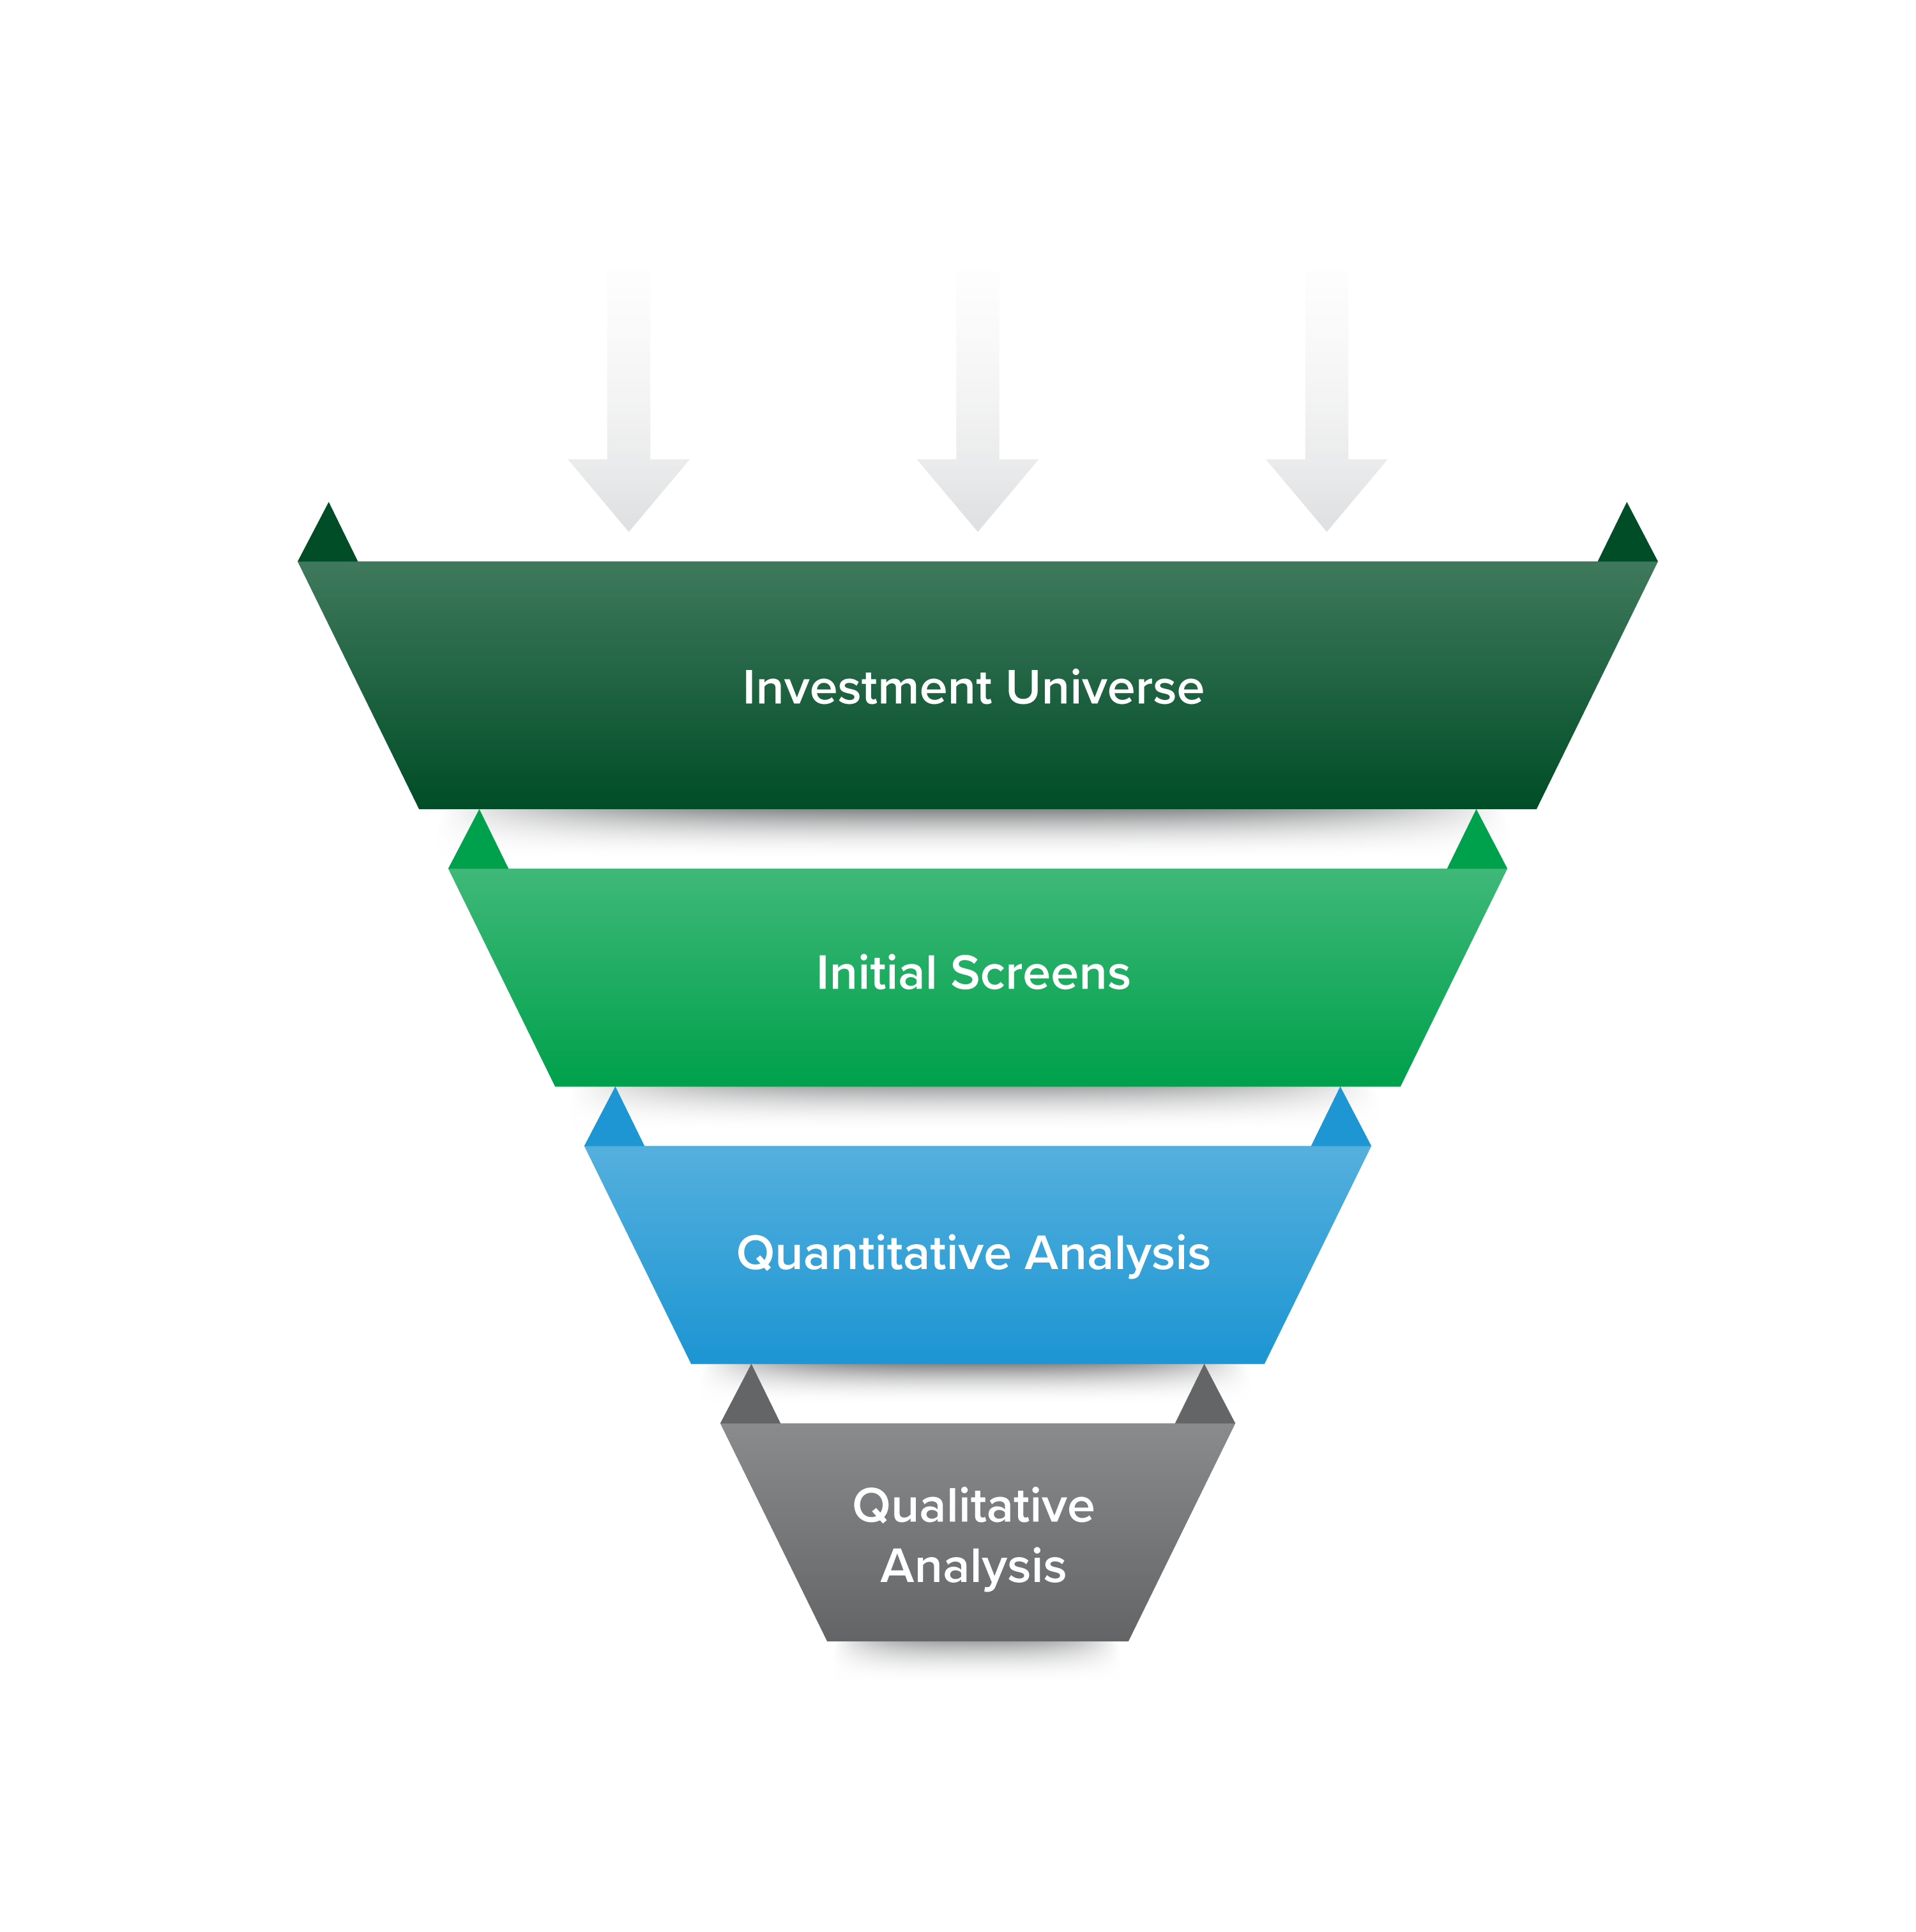 Investment Universe
Initial Screens
Quantitative Analysis
Qualitative
Analysis